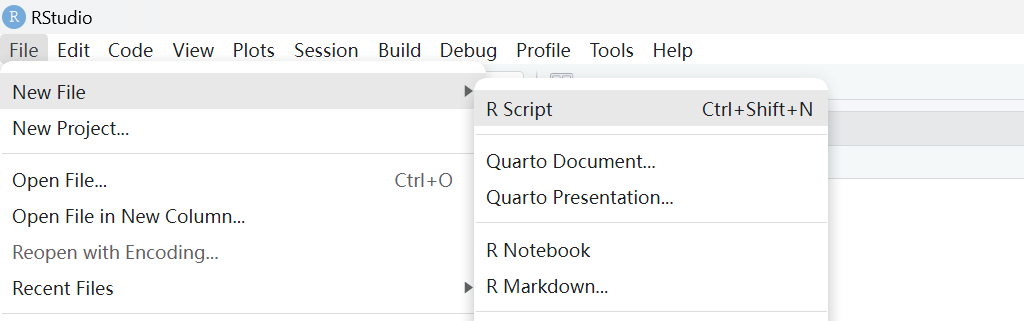 R RStudio
File Edit Code View Plots Session Build Debug Profile Tools Help
New File
New Project...
Open File... Ctrl+O
Open File in New Column...
Reopen with Encoding...
Recent Files
R Script Ctrl+Shift+N
Quarto Document...
Quarto Presentation...
R Notebook
R Markdown...